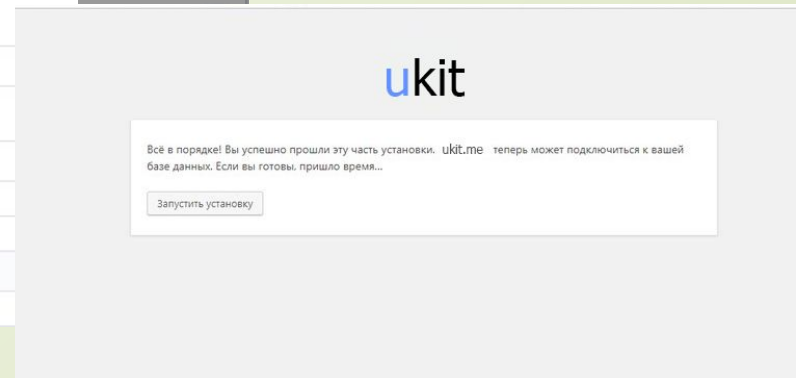 ukit
Всё в порядке! Вы успешно прошли эту часть установки. ukit.me теперь может подключиться к вашей
базе данных. Если вы готовы. пришло время...
Запустить установку